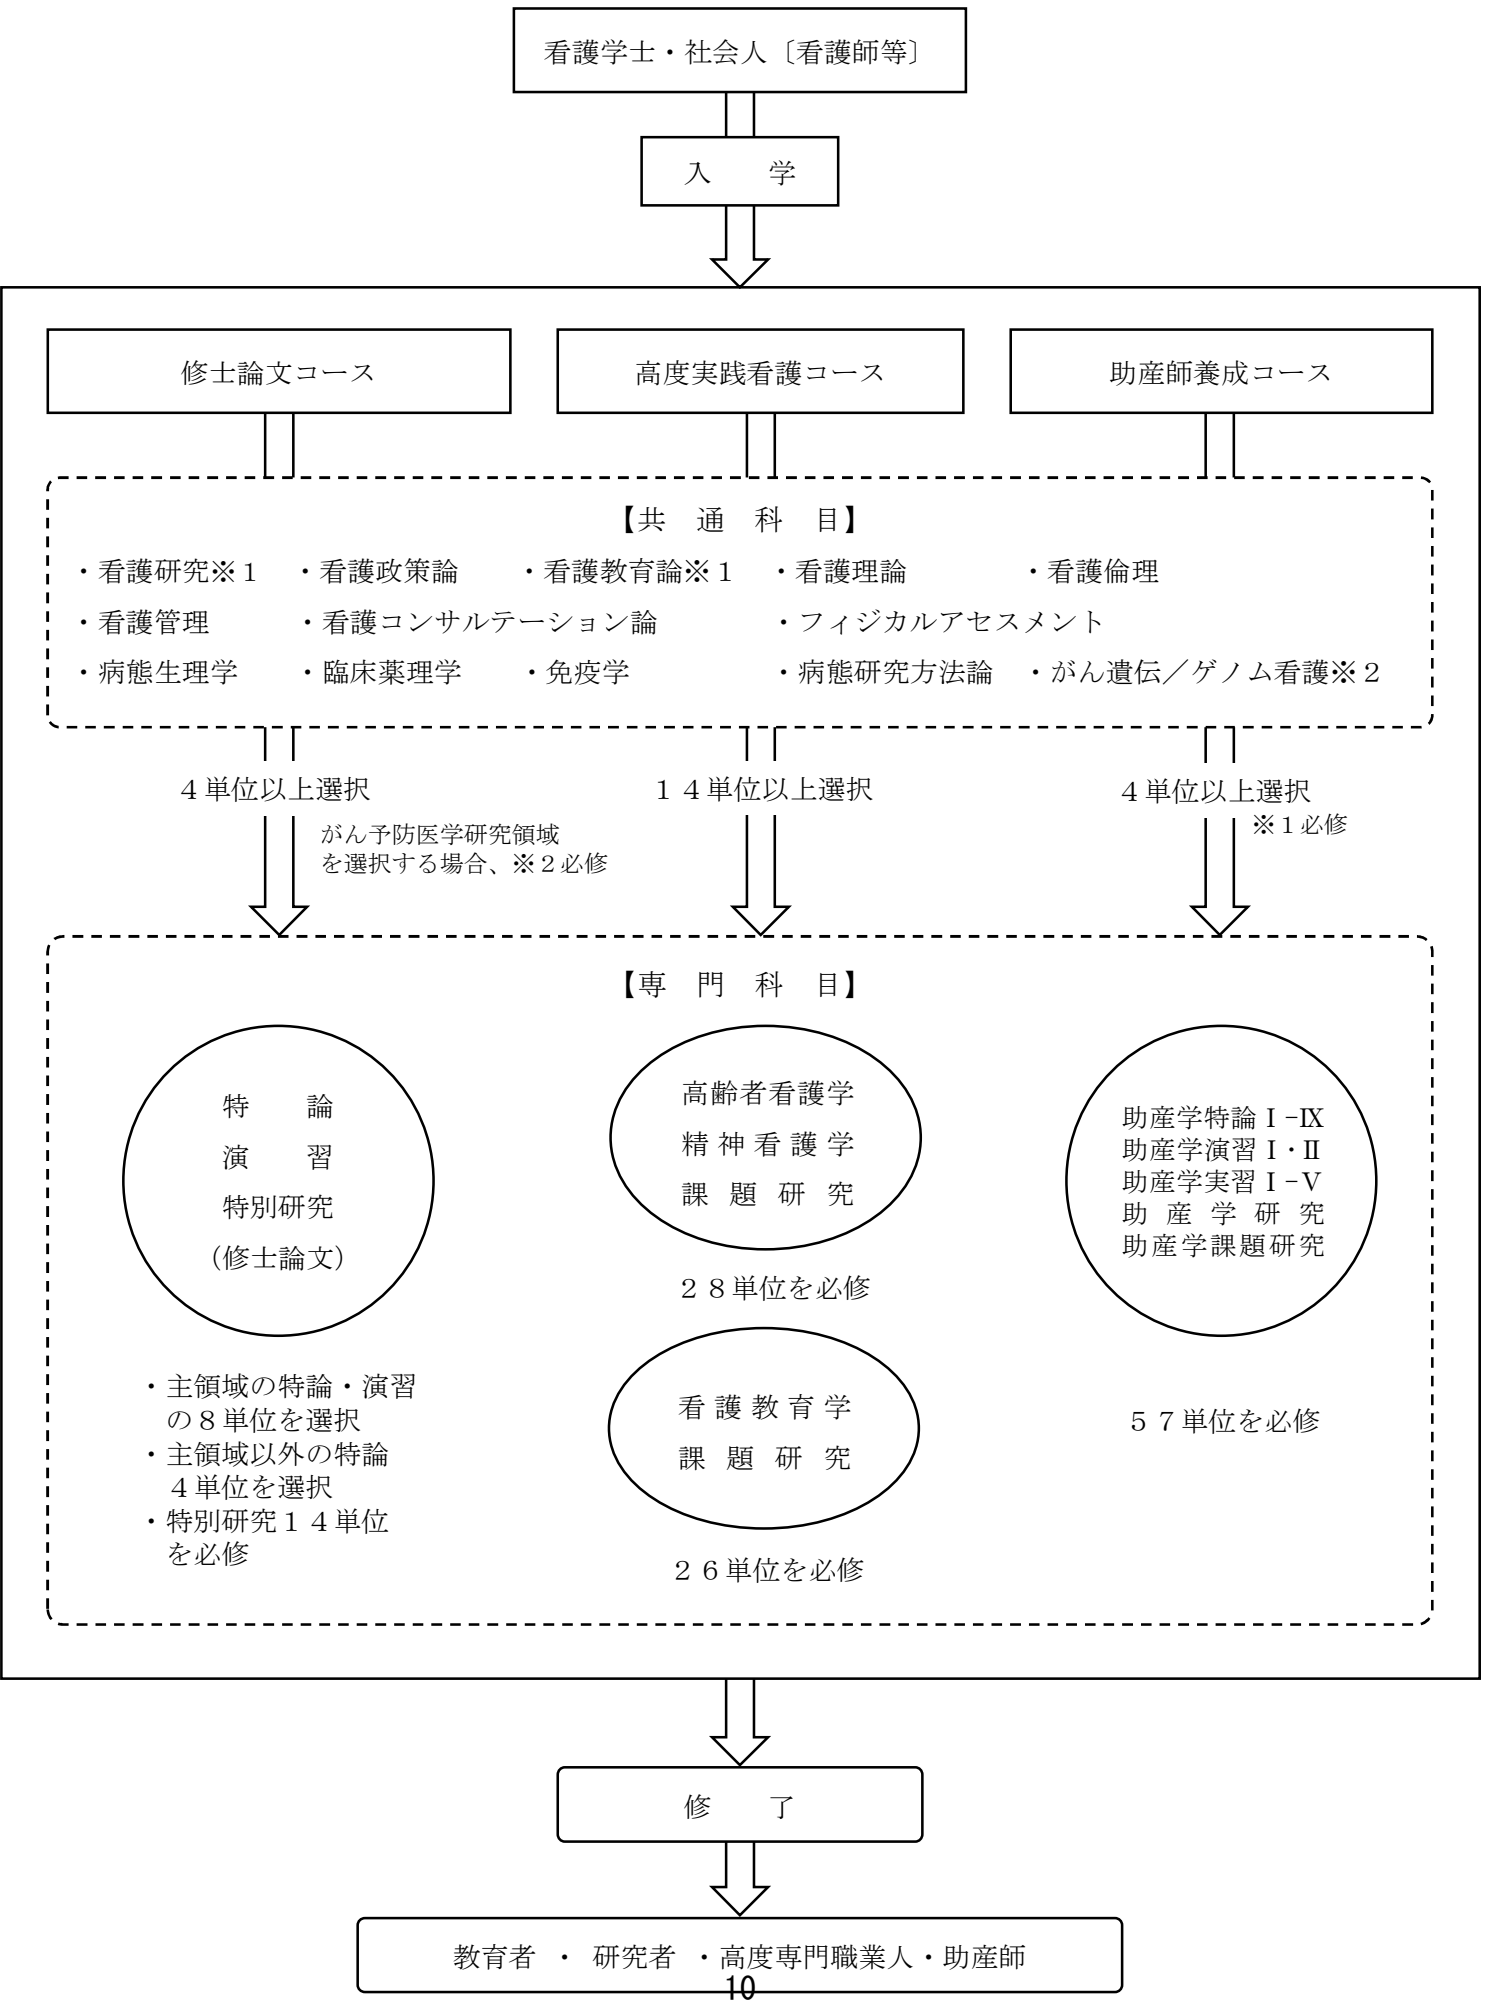 看護学士・社会人〔看護師等〕
入　　学
修士論文コース
高度実践看護コース
助産師養成コース
【共　通　科　目】
・看護研究※１　・看護政策論　・看護教育論※１　・看護理論　・看護倫理
・看護管理　・看護コンサルテーション論　・フィジカルアセスメント
・病態生理学　・臨床薬理学　・免疫学　・病態研究方法論　・がん遺伝／ゲノム看護※２
４単位以上選択
がん予防医学研究領域
を選択する場合、※２必修
１４単位以上選択
４単位以上選択
※１必修
【専　門　科　目】
特　　論
演　　習
特別研究
（修士論文）
・主領域の特論・演習
の８単位を選択
・主領域以外の特論
４単位を選択
・特別研究１４単位
を必修
高齢者看護学
精神看護学
課題研究
２８単位を必修
看護教育学
課題研究
２６単位を必修
助産学特論Ⅰ-Ⅸ
助産学演習Ⅰ・Ⅱ
助産学実習Ⅰ-Ⅴ
助産学研究
助産学課題研究
５７単位を必修
修　　了
教育者 ・ 研究者 ・高度専門職業人・助産師
10